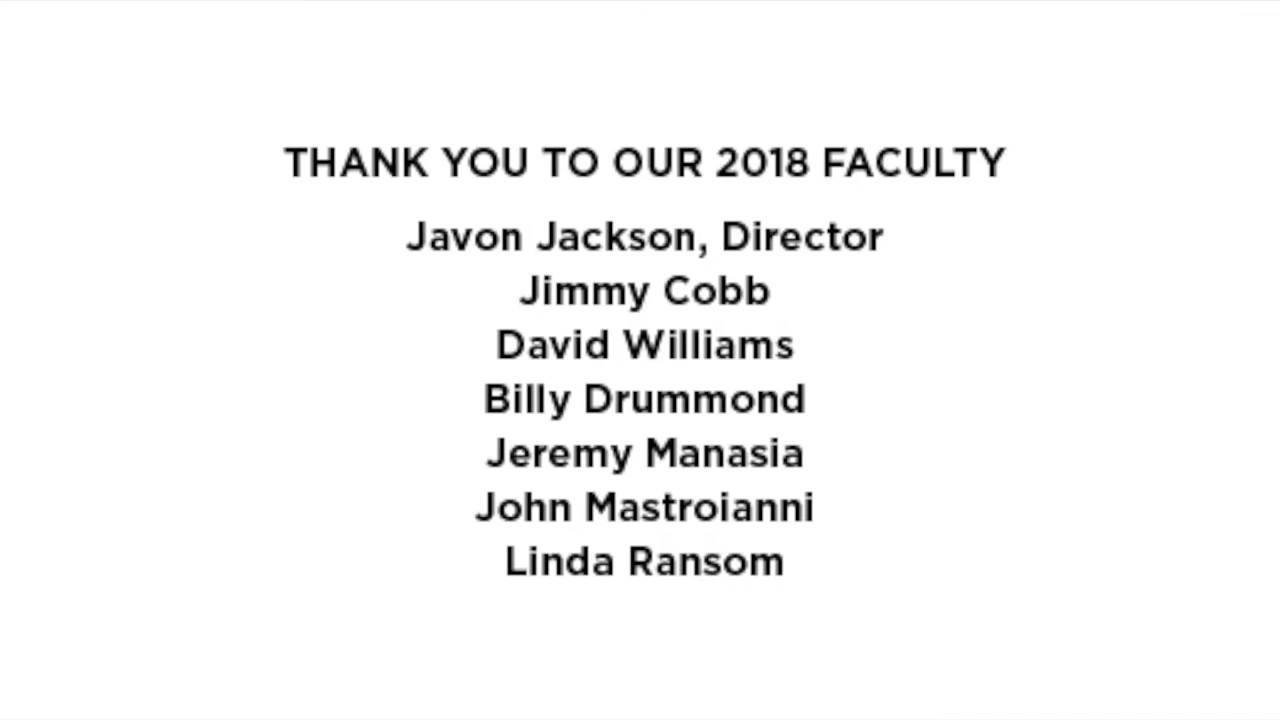 THANK YOU TO OUR 2018 FACULTY
Javon Jackson, Director
Jimmy Cobb
David Williams
Billy Drummond
Jeremy Manasia
John Mastroianni
Linda Ransom